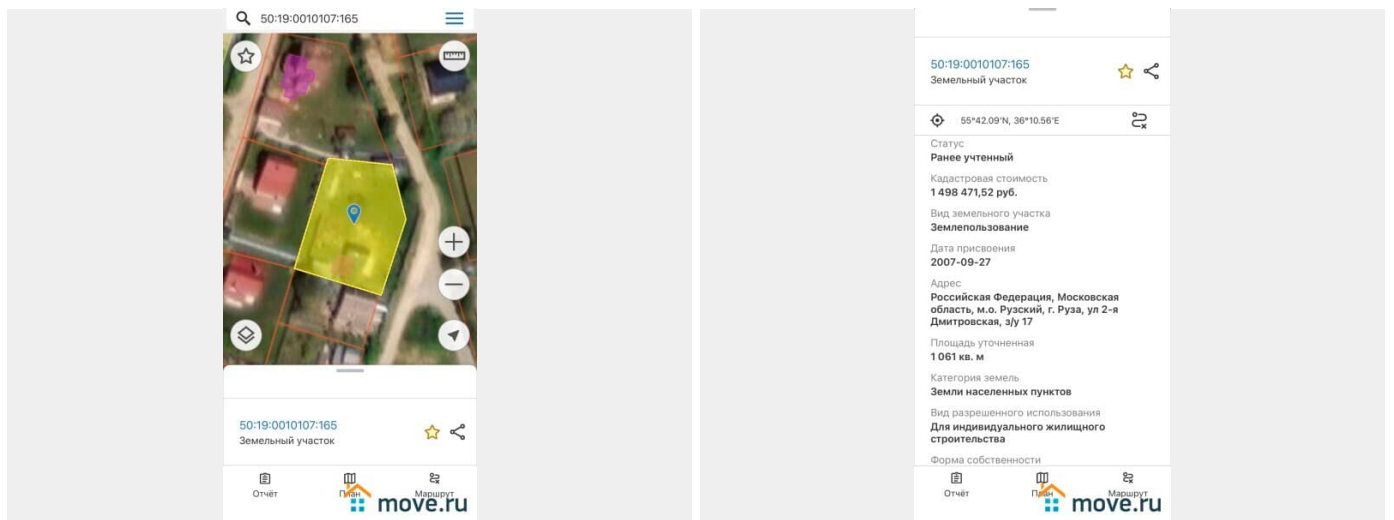 50:19:0010107:165
50:19:0010107:165
Земельный участок
Отчёт
План
Маршрут
move.ru
50:19:0010107:165
Земельный участок
55°42.09'N, 36°10.56'E
Статус
Ранее учтенный
Кадастровая стоимость
1 498 471,52 руб.
Вид земельного участка
Землепользование
Дата присвоения
2007-09-27
Адрес
Российская Федерация, Московская
область, м.о. Рузский, г. Руза, ул 2-я
Дмитровская, з/у 17
Площадь уточненная
1 061 кв. м
Категория земель
Земли населенных пунктов
Вид разрешенного использования
Для индивидуального жилищного
строительства
Форма собственности
Отчёт
План
Маршрут
move.ru